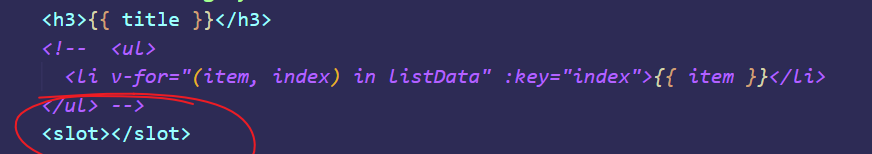 <h3>{{ title }}</h3>
<!--  <ul>
<li v-for="(item, index) in listData" :key="index">{{ item }}</li>
</ul> -->
<slot></slot>